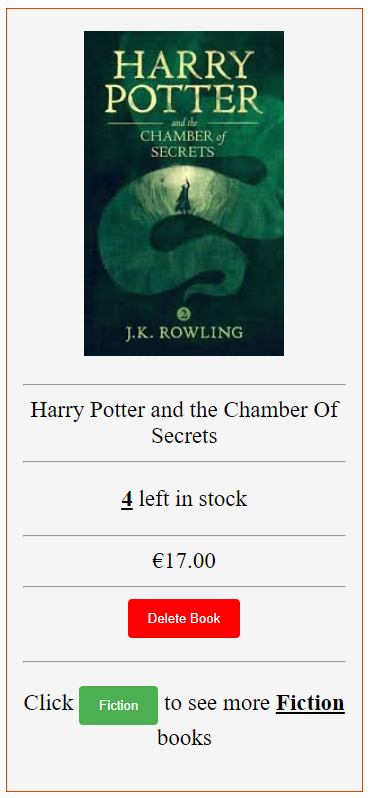 HARRY
POTTER
and the
CHAMBER of
SECRETS
2
J.K. ROWLING
Harry Potter and the Chamber Of
Secrets
4 left in stock
€17.00
Delete Book
Click Fiction to see more Fiction
books